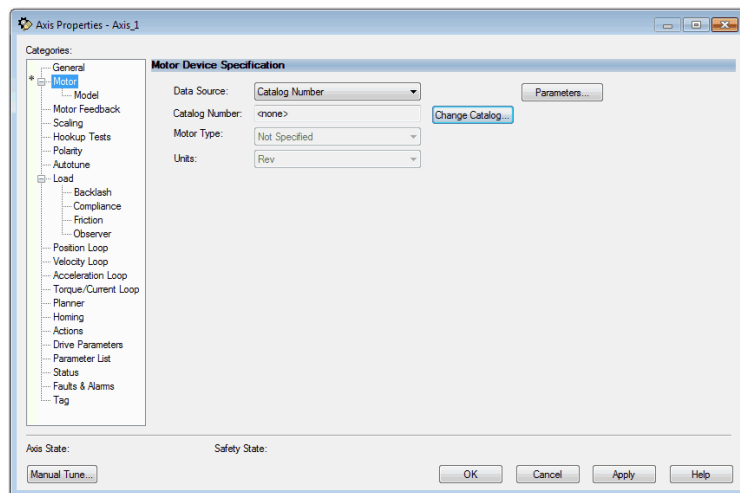 Axis Properties - Axis_1
Categories:
General
* Motor
Model
Motor Feedback
Scaling
Hookup Tests
Polarity
Autotune
Load
Backlash
Compliance
Friction
Observer
Position Loop
Velocity Loop
Acceleration Loop
Torque/Current Loop
Planner
Homing
Actions
Drive Parameters
Parameter List
Status
Faults & Alarms
Tag
Motor Device Specification
Data Source: Catalog Number Parameters...
Catalog Number: <none> Change Catalog...
Motor Type: Not Specified
Units: Rev
Axis State: Safety State:
Manual Tune... OK Cancel Apply Help